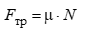 Fтр = μ · N